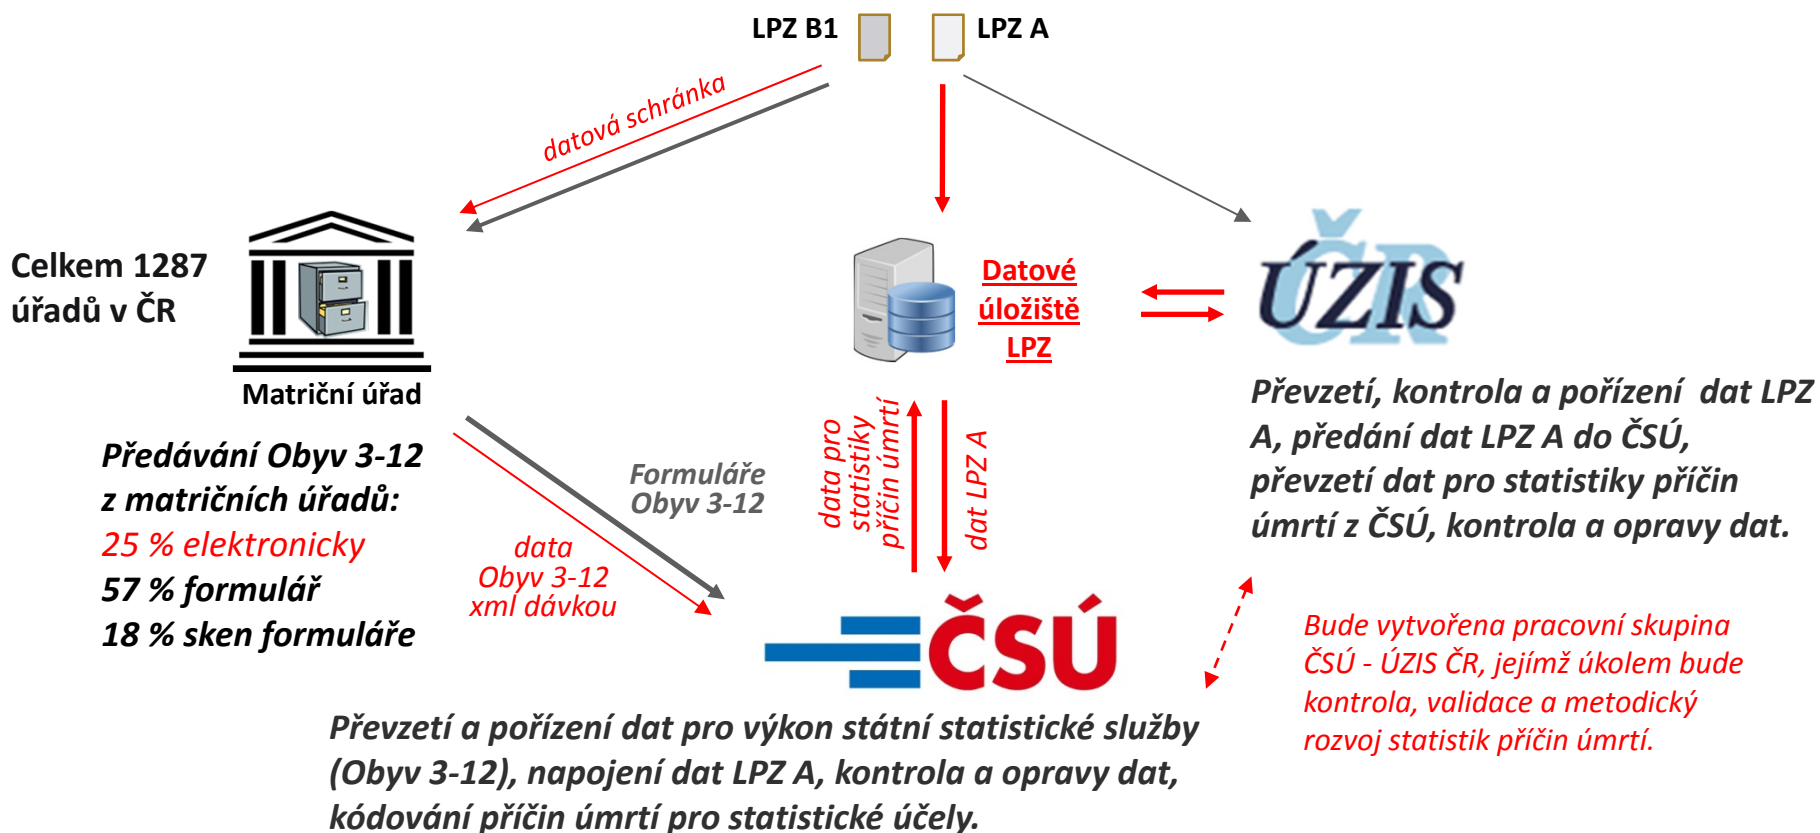 LPZ B1
LPZ A
datová schránka
Celkem 1287
úřadů v ČR
Matriční úřad
Datové
úložiště
LPZ
ÚZIS
ČR
Předávání Obyv 3-12
z matričních úřadů:
25 % elektronicky
57 % formulář
18 % sken formuláře
Formuláře
Obyv 3-12
data
Obyv 3-12
xml dávkou
data pro
statistiky
příčin úmrtí
dat LPZ A
Převzetí, kontrola a pořízení dat LPZ
A, předání dat LPZ A do ČSÚ,
převzetí dat pro statistiky příčin
úmrtí z ČSÚ, kontrola a opravy dat.
ČSÚ
Bude vytvořena pracovní skupina
ČSÚ - ÚZIS ČR, jejímž úkolem bude
kontrola, validace a metodický
rozvoj statistik příčin úmrtí.
Převzetí a pořízení dat pro výkon státní statistické služby
(Obyv 3-12), napojení dat LPZ A, kontrola a opravy dat,
kódování příčin úmrtí pro statistické účely.